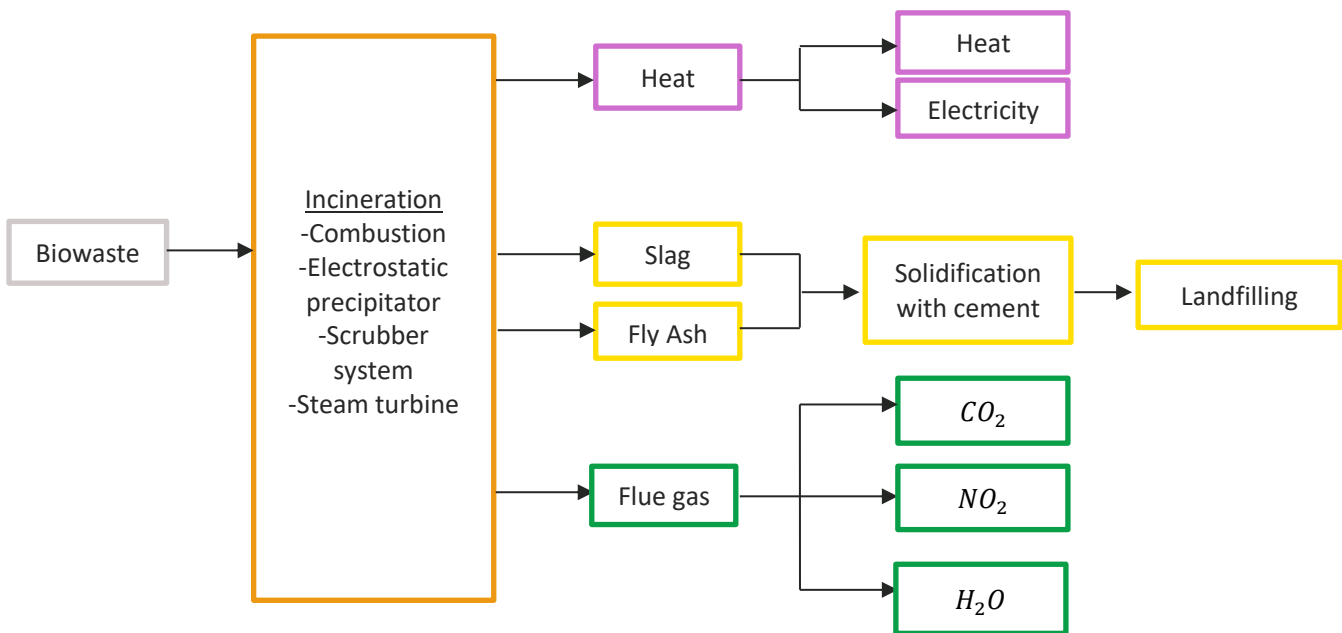 Biowaste
Incineration
-Combustion
-Electrostatic
precipitator
-Scrubber
system
-Steam turbine
Heat
Heat
Electricity
Slag
Fly Ash
Solidification
with cement
Landfilling
Flue gas
CO₂
NO₂
H₂O